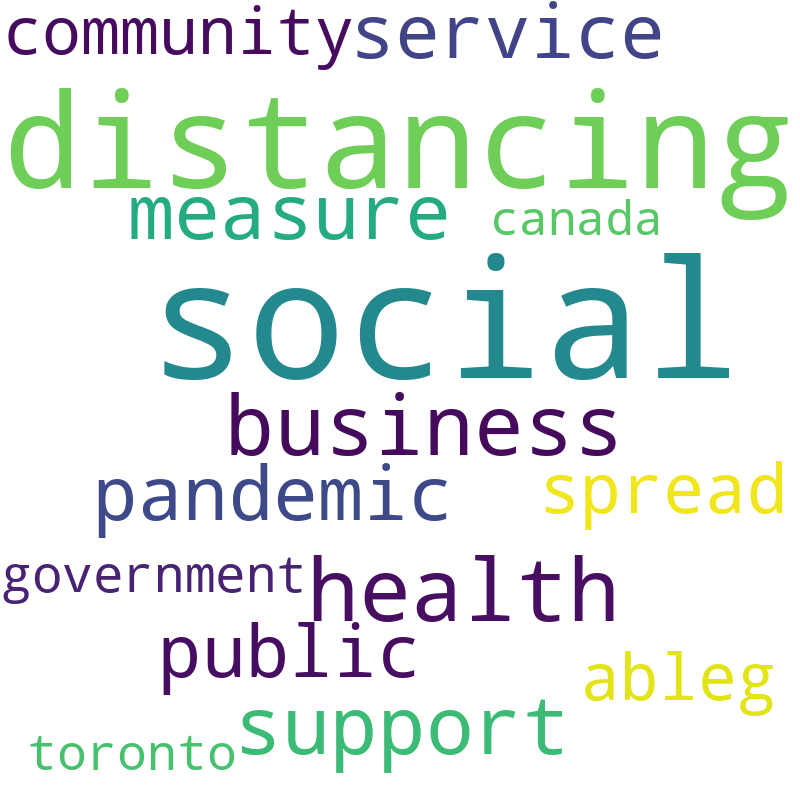 community service
distancing
measure canada
social
business
pandemic spread
government health
public ableg
support
toronto